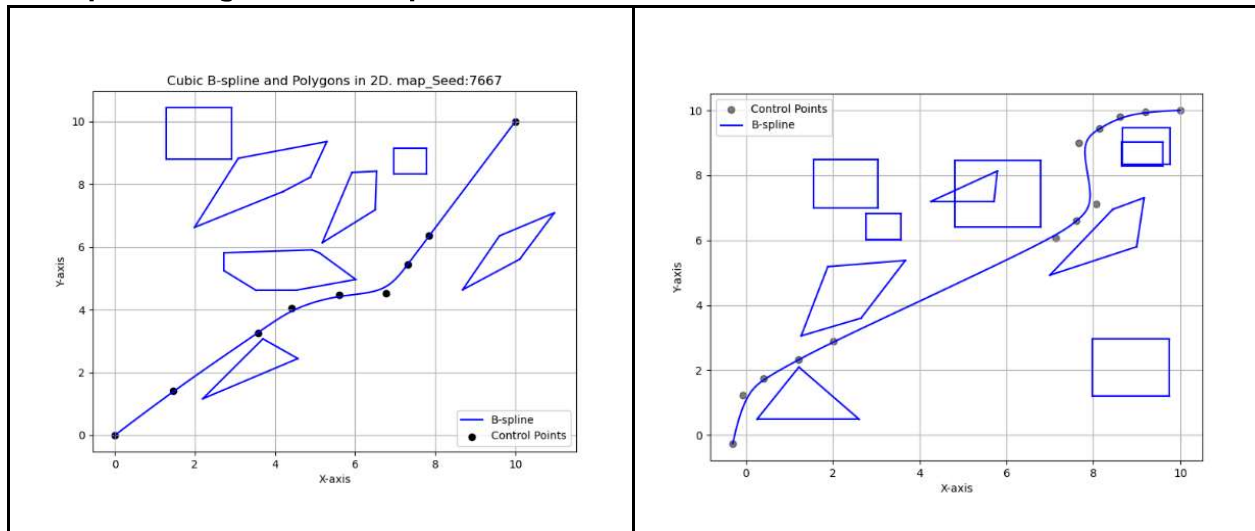 Cubic B-spline and Polygons in 2D. map_Seed:7667
10
8
6
4
2
0
Y-axis
0 2 4 6 8 10
X-axis
B-spline
Control Points
Control Points
B-spline
10
8
6
4
2
0
Y-axis
0 2 4 6 8 10
X-axis